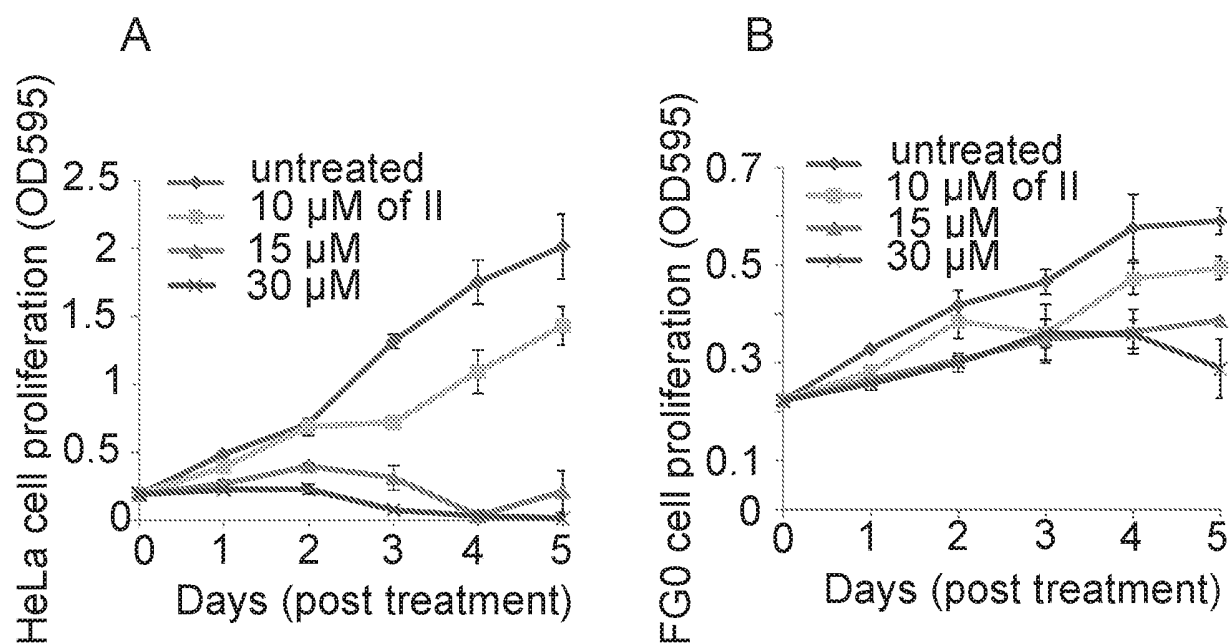 A
HeLa cell proliferation (OD595)
untreated
10 µM of II
15 µM
30 µM
2.5
2
1.5
1
0.5
0
0 1 2 3 4 5
Days (post treatment)
B
FG0 cell proliferation (OD595)
untreated
10 µM of II
15 µM
30 µM
0.7
0.5
0.3
0.1
0
0 1 2 3 4 5
Days (post treatment)